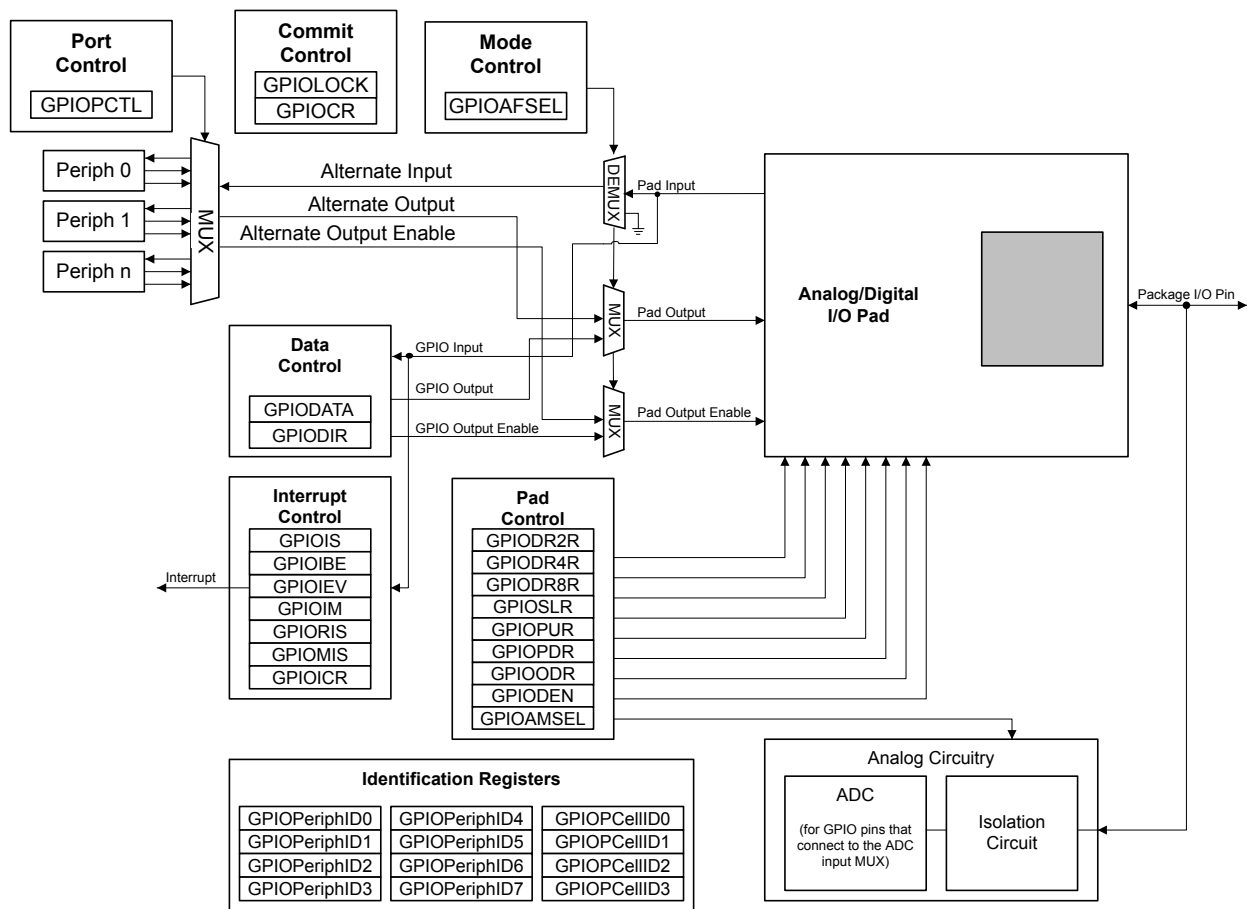 Port
Control
GPIOPCTL
Commit
Control
GPIOLOCK
GPIOCR
Mode
Control
GPIOAFSEL
Periph 0
Periph 1
Periph n
MUX
Alternate Input
Alternate Output
Alternate Output Enable
DEMUX
Pad Input
MUX
Pad Output
MUX
Pad Output Enable
Analog/Digital
I/O Pad
Package I/O Pin
Data
Control
GPIODATA
GPIODIR
GPIO Input
GPIO Output
GPIO Output Enable
Interrupt
Control
GPIOIS
GPIOIBE
GPIOIEV
GPIOIM
GPIORIS
GPIOMIS
GPIOICR
Interrupt
Pad
Control
GPIODR2R
GPIODR4R
GPIODR8R
GPIOSLR
GPIOPUR
GPIOPDR
GPIOODR
GPIODEN
GPIOAMSEL
Analog Circuitry
ADC
(for GPIO pins that
connect to the ADC
input MUX)
Isolation
Circuit
Identification Registers
GPIOPeriphID0
GPIOPeriphID1
GPIOPeriphID2
GPIOPeriphID3
GPIOPeriphID4
GPIOPeriphID5
GPIOPeriphID6
GPIOPeriphID7
GPIOPCellID0
GPIOPCellID1
GPIOPCellID2
GPIOPCellID3